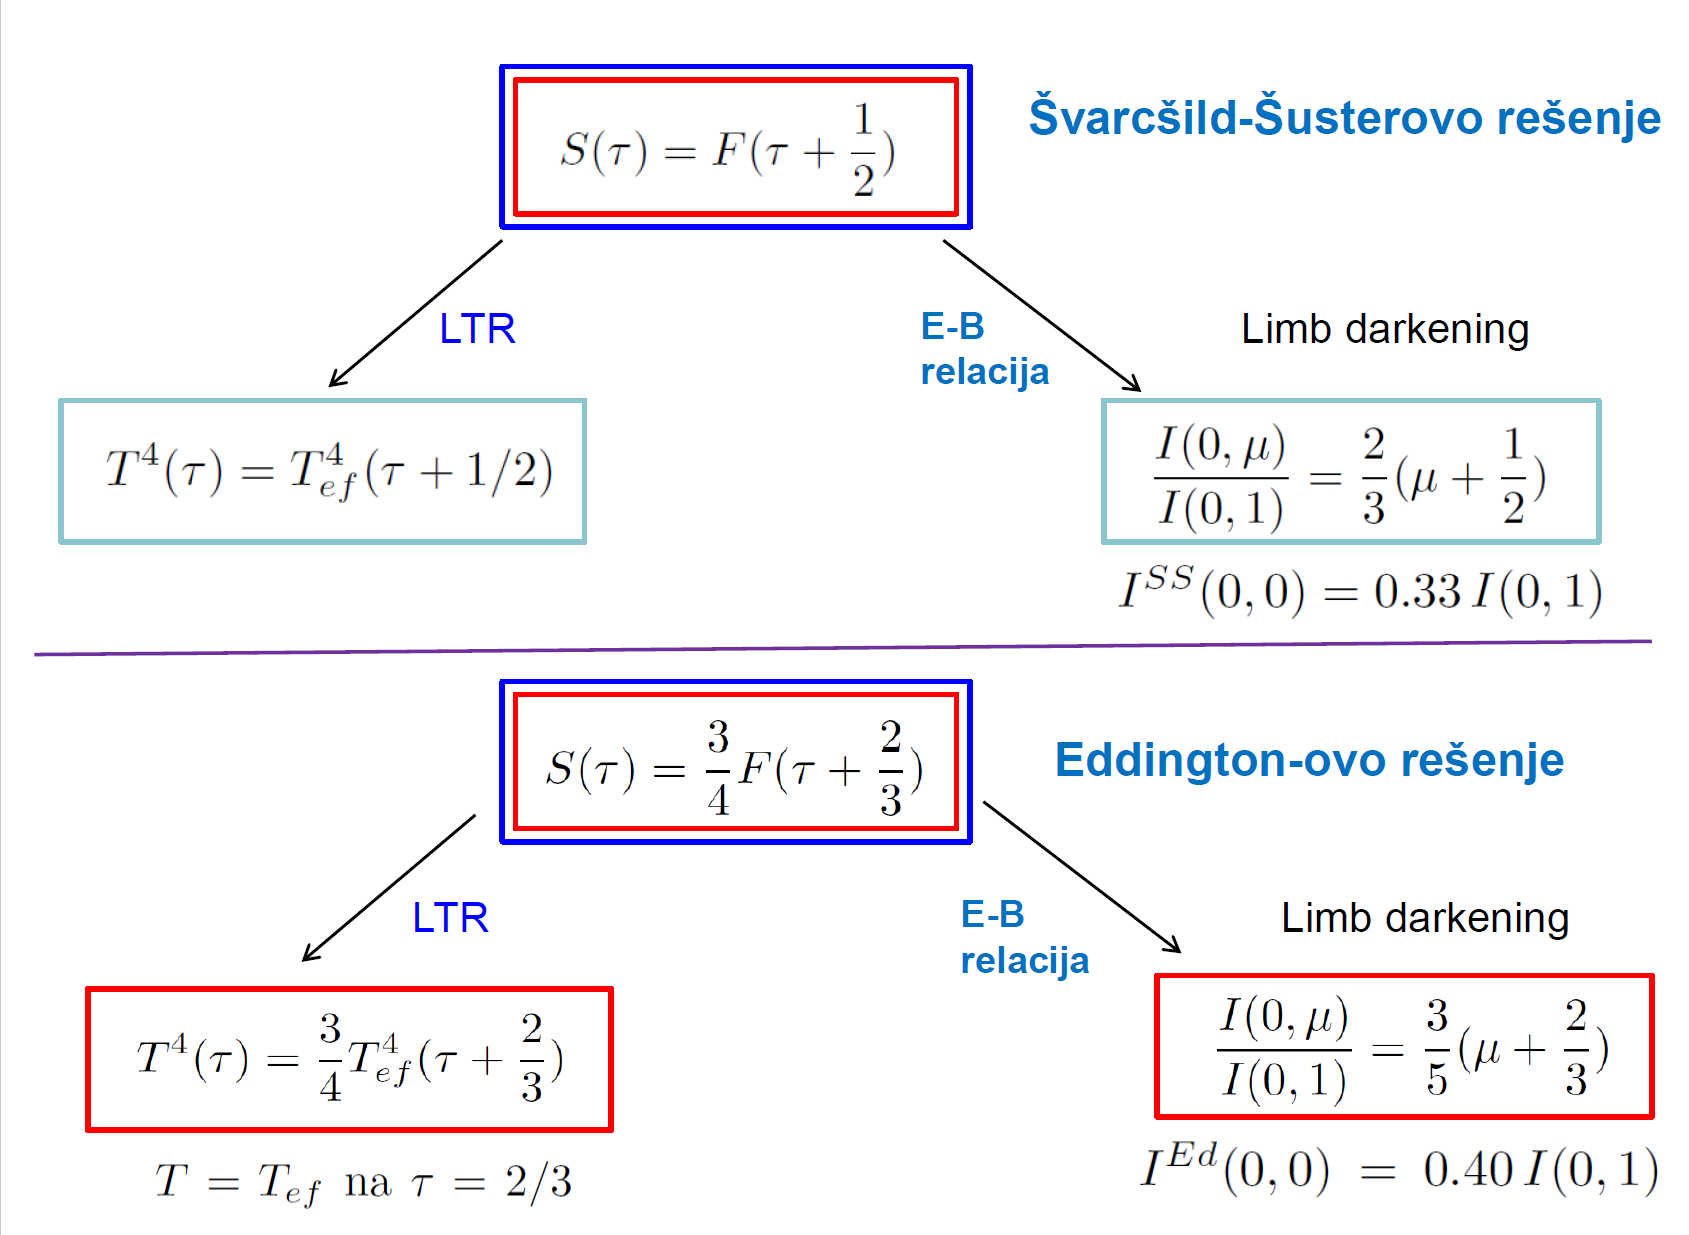 S(τ) = F(τ + 1/2)
Švarcšild-Šusterovo rešenje
LTR
E-B
relacija
Limb darkening
T⁴(τ) = T⁴_ef(τ + 1/2)
I(0, μ)/I(0, 1) = 2/3(μ + 1/2)
I^SS(0, 0) = 0.33 I(0, 1)
S(τ) = 3/4 F(τ + 2/3)
Eddington-ovo rešenje
LTR
E-B
relacija
Limb darkening
T⁴(τ) = 3/4 T⁴_ef(τ + 2/3)
I(0, μ)/I(0, 1) = 3/5(μ + 2/3)
T = T_ef na τ = 2/3
I^Ed(0, 0) = 0.40 I(0, 1)